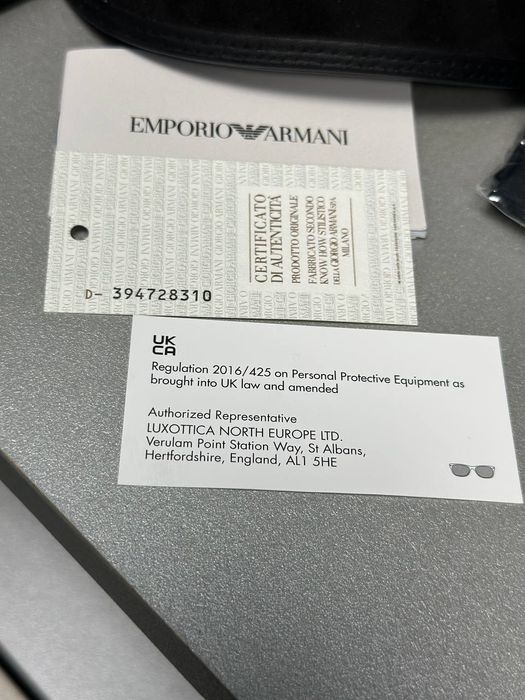 EMPORIO ARMANI
CERTIFICATO
DI AUTENTICITÀ
PRODOTTO ORIGINALE
FABBRICATO SECONDO
KNOW HOW STILISTICO
DELLA GIORGIO ARMANI SPA
MILANO
D- 394728310
UK
CA
Regulation 2016/425 on Personal Protective Equipment as
brought into UK law and amended
Authorized Representative
LUXOTTICA NORTH EUROPE LTD.
Verulam Point Station Way, St Albans,
Hertfordshire, England, AL1 5HE